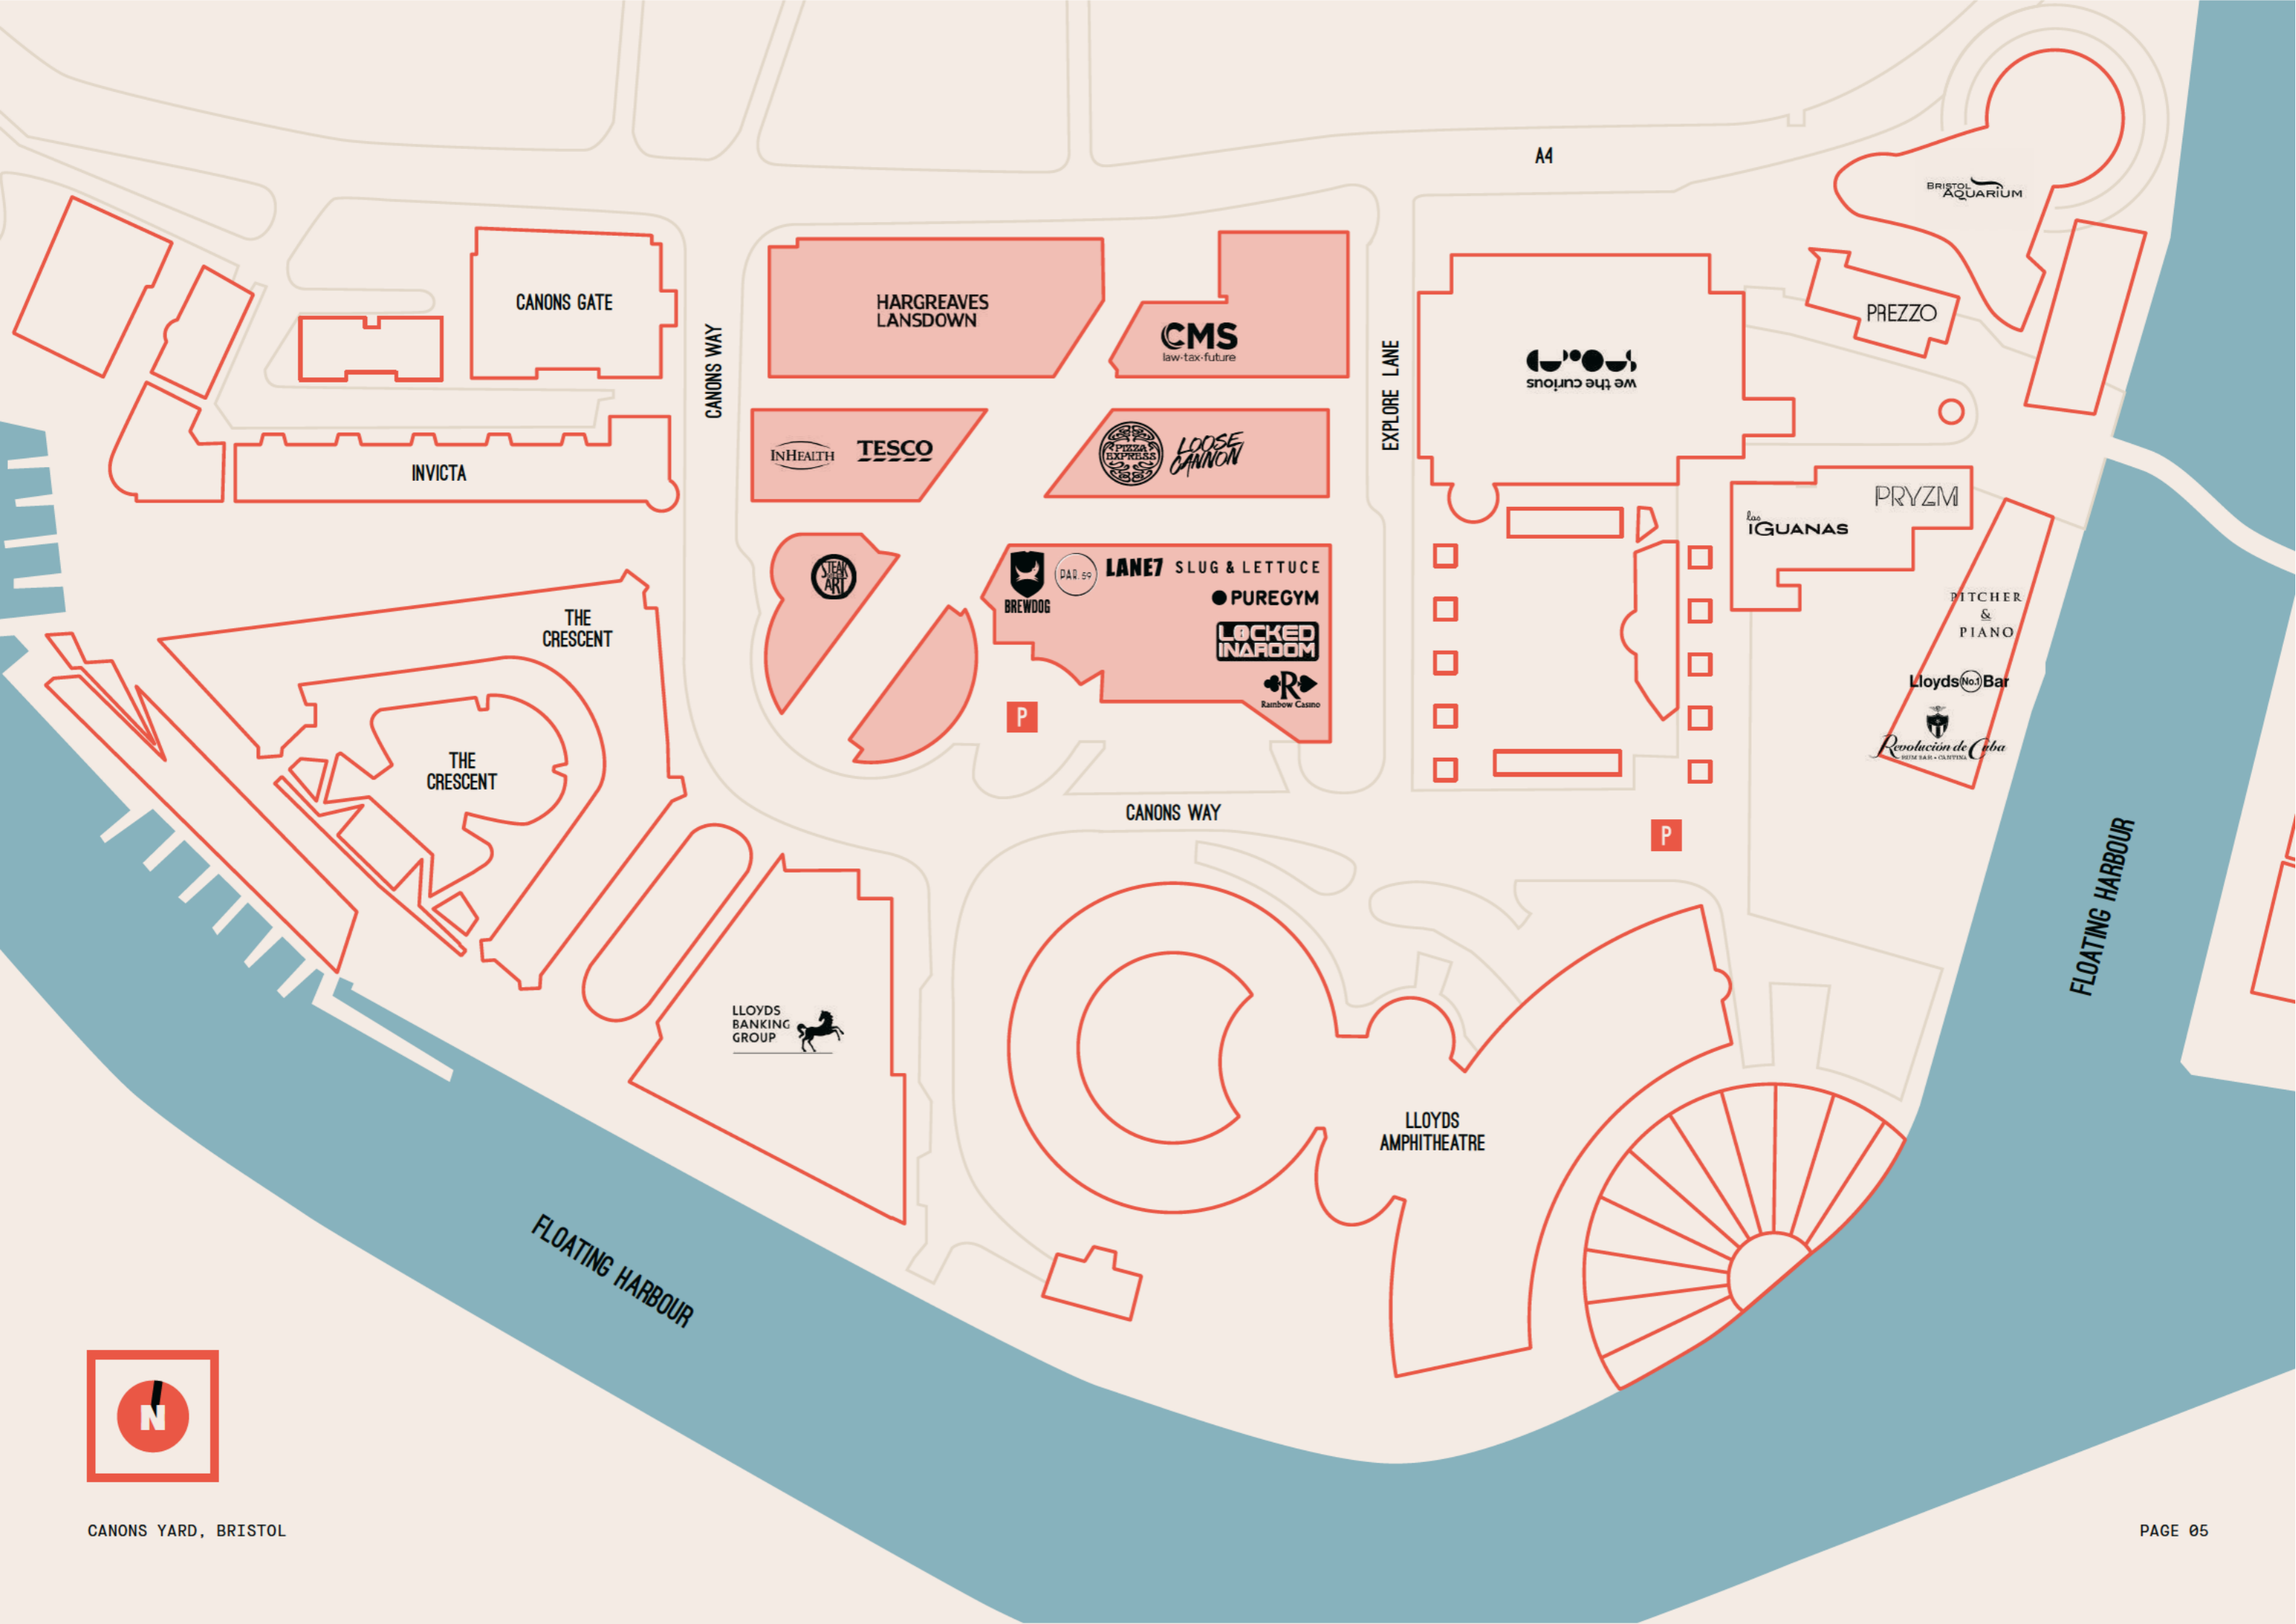 A4
BRISTOL
AQUARIUM
CANONS GATE
HARGREAVES
LANSDOWN
CMS
law·tax·future
PREZZO
CANONS WAY
EXPLORE LANE
we the curious
INVICTA
INHEALTH
TESCO
PIZZA
EXPRESS
LOOSE
CANNON
PRYZM
las
IGUANAS
STEAK
ART
BREWDOG
PAR.59
LANE7
SLUG & LETTUCE
PUREGYM
LOCKED
INAROOM
R
Rainbow Casino
PITCHER
&
PIANO
Lloyds No.1 Bar
Revolución de Cuba
RUM BAR • CANTINA
THE
CRESCENT
THE
CRESCENT
P
CANONS WAY
P
FLOATING HARBOUR
LLOYDS
BANKING
GROUP
LLOYDS
AMPHITHEATRE
FLOATING HARBOUR
N
CANONS YARD, BRISTOL
PAGE 05